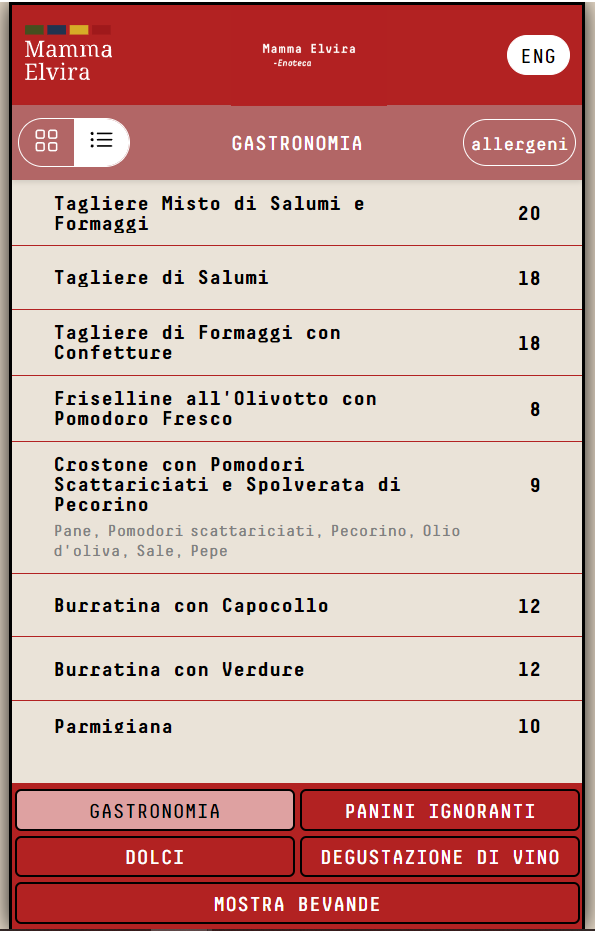 Mamma
Elvira
Mamma Elvira
-Enoteca
ENG
GASTRONOMIA
allergeni
Tagliere Misto di Salumi e
Formaggi
20
Tagliere di Salumi
18
Tagliere di Formaggi con
Confetture
18
Friselline all'Olivotto con
Pomodoro Fresco
8
Crostone con Pomodori
Scattariciati e Spolverata di
Pecorino
9
Pane, Pomodori scattariciati, Pecorino, Olio
d'oliva, Sale, Pepe
Burratina con Capocollo
12
Burratina con Verdure
12
Parmigiana
10
GASTRONOMIA
PANINI IGNORANTI
DOLCI
DEGUSTAZIONE DI VINO
MOSTRA BEVANDE